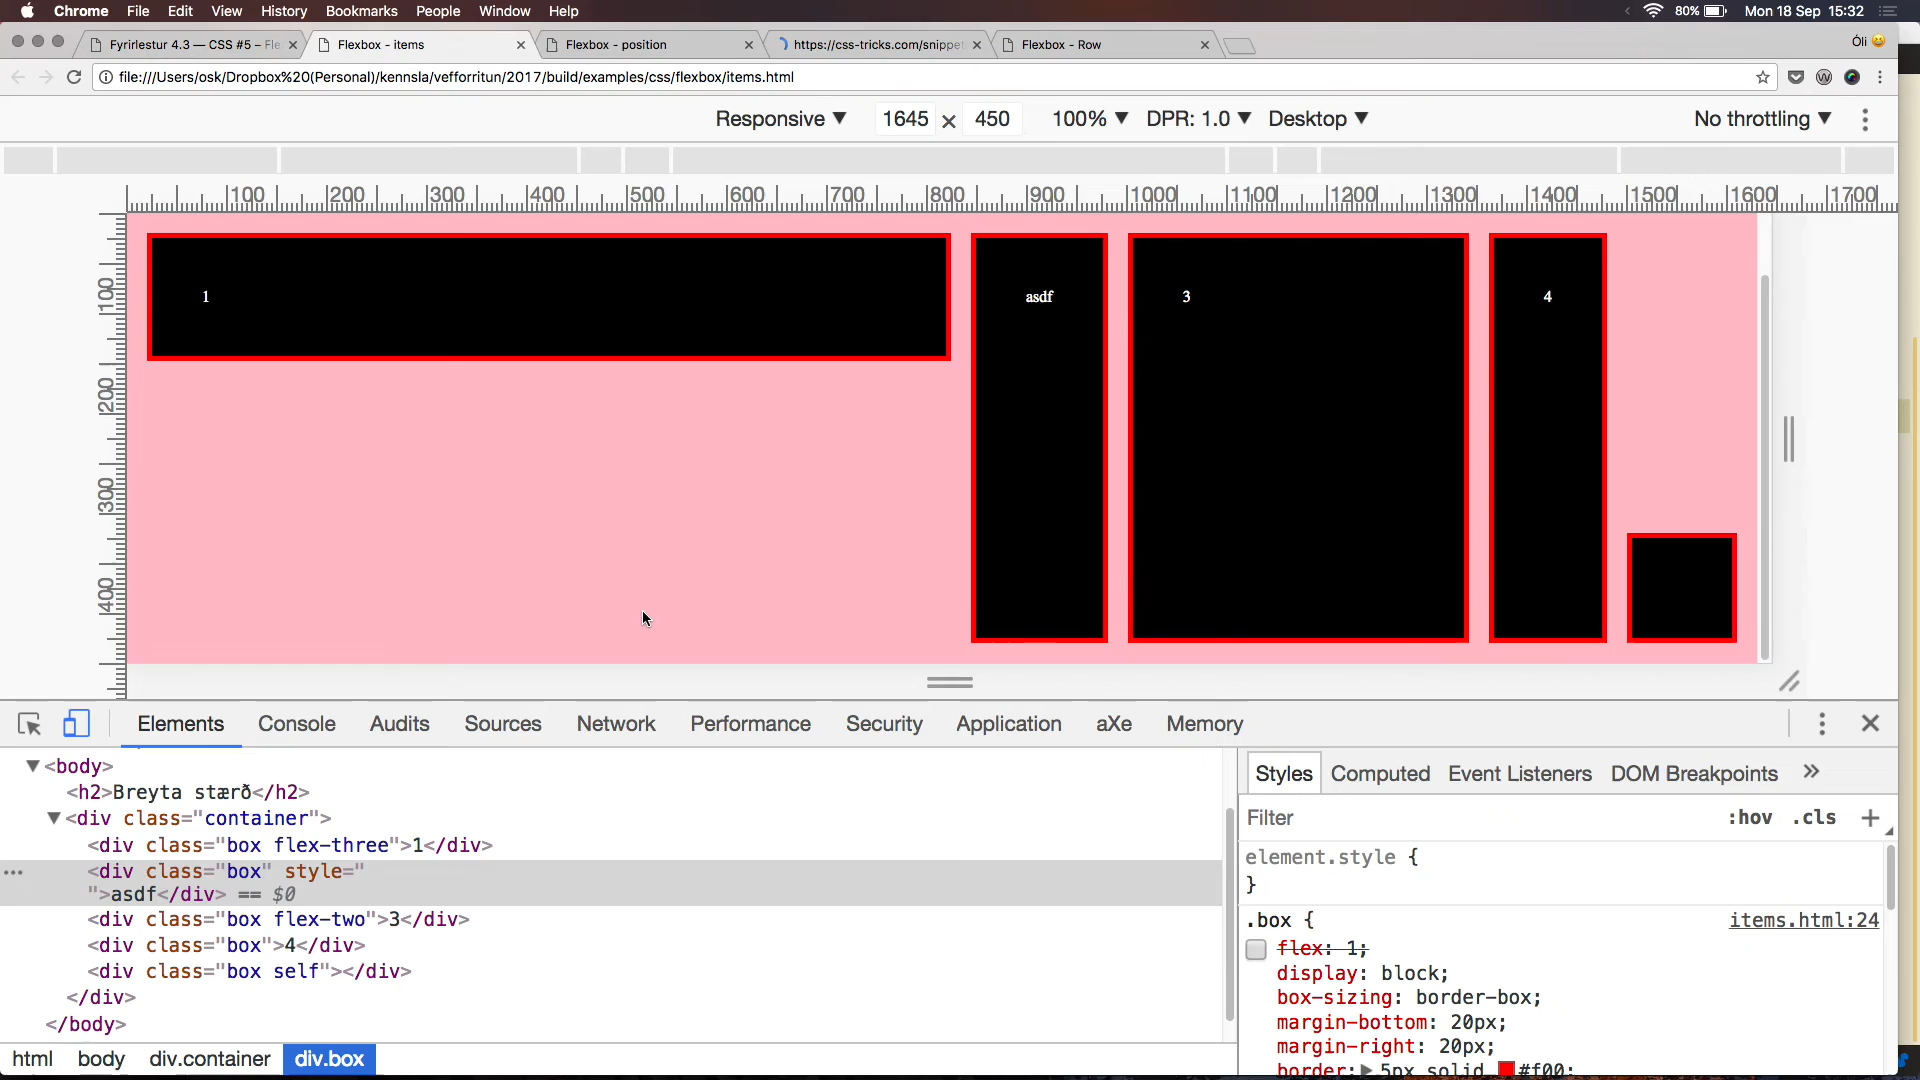 Chrome File Edit View History Bookmarks People Window Help 80% Mon 18 Sep 15:32
Fyrirlestur 4.3 — CSS #5 – Fle Flexbox - items Flexbox - position https://css-tricks.com/snippet Flexbox - Row Óli
file:///Users/osk/Dropbox%20(Personal)/kennsla/vefforritun/2017/build/examples/css/flexbox/items.html
Responsive 1645 × 450 100% DPR: 1.0 Desktop No throttling
100 200 300 400 500 600 700 800 900 1000 1100 1200 1300 1400 1500 1600 1700
100
200
300
400
1 asdf 3 4
Elements Console Audits Sources Network Performance Security Application aXe Memory
<body>
<h2>Breyta stærð</h2>
<div class="container">
<div class="box flex-three">1</div>
<div class="box" style="
">asdf</div> == $0
<div class="box flex-two">3</div>
<div class="box">4</div>
<div class="box self"></div>
</div>
</body>
html body div.container div.box
Styles Computed Event Listeners DOM Breakpoints »
Filter :hov .cls +
element.style {
}
.box { items.html:24
flex: 1;
display: block;
box-sizing: border-box;
margin-bottom: 20px;
margin-right: 20px;
border: 5px solid #f00;